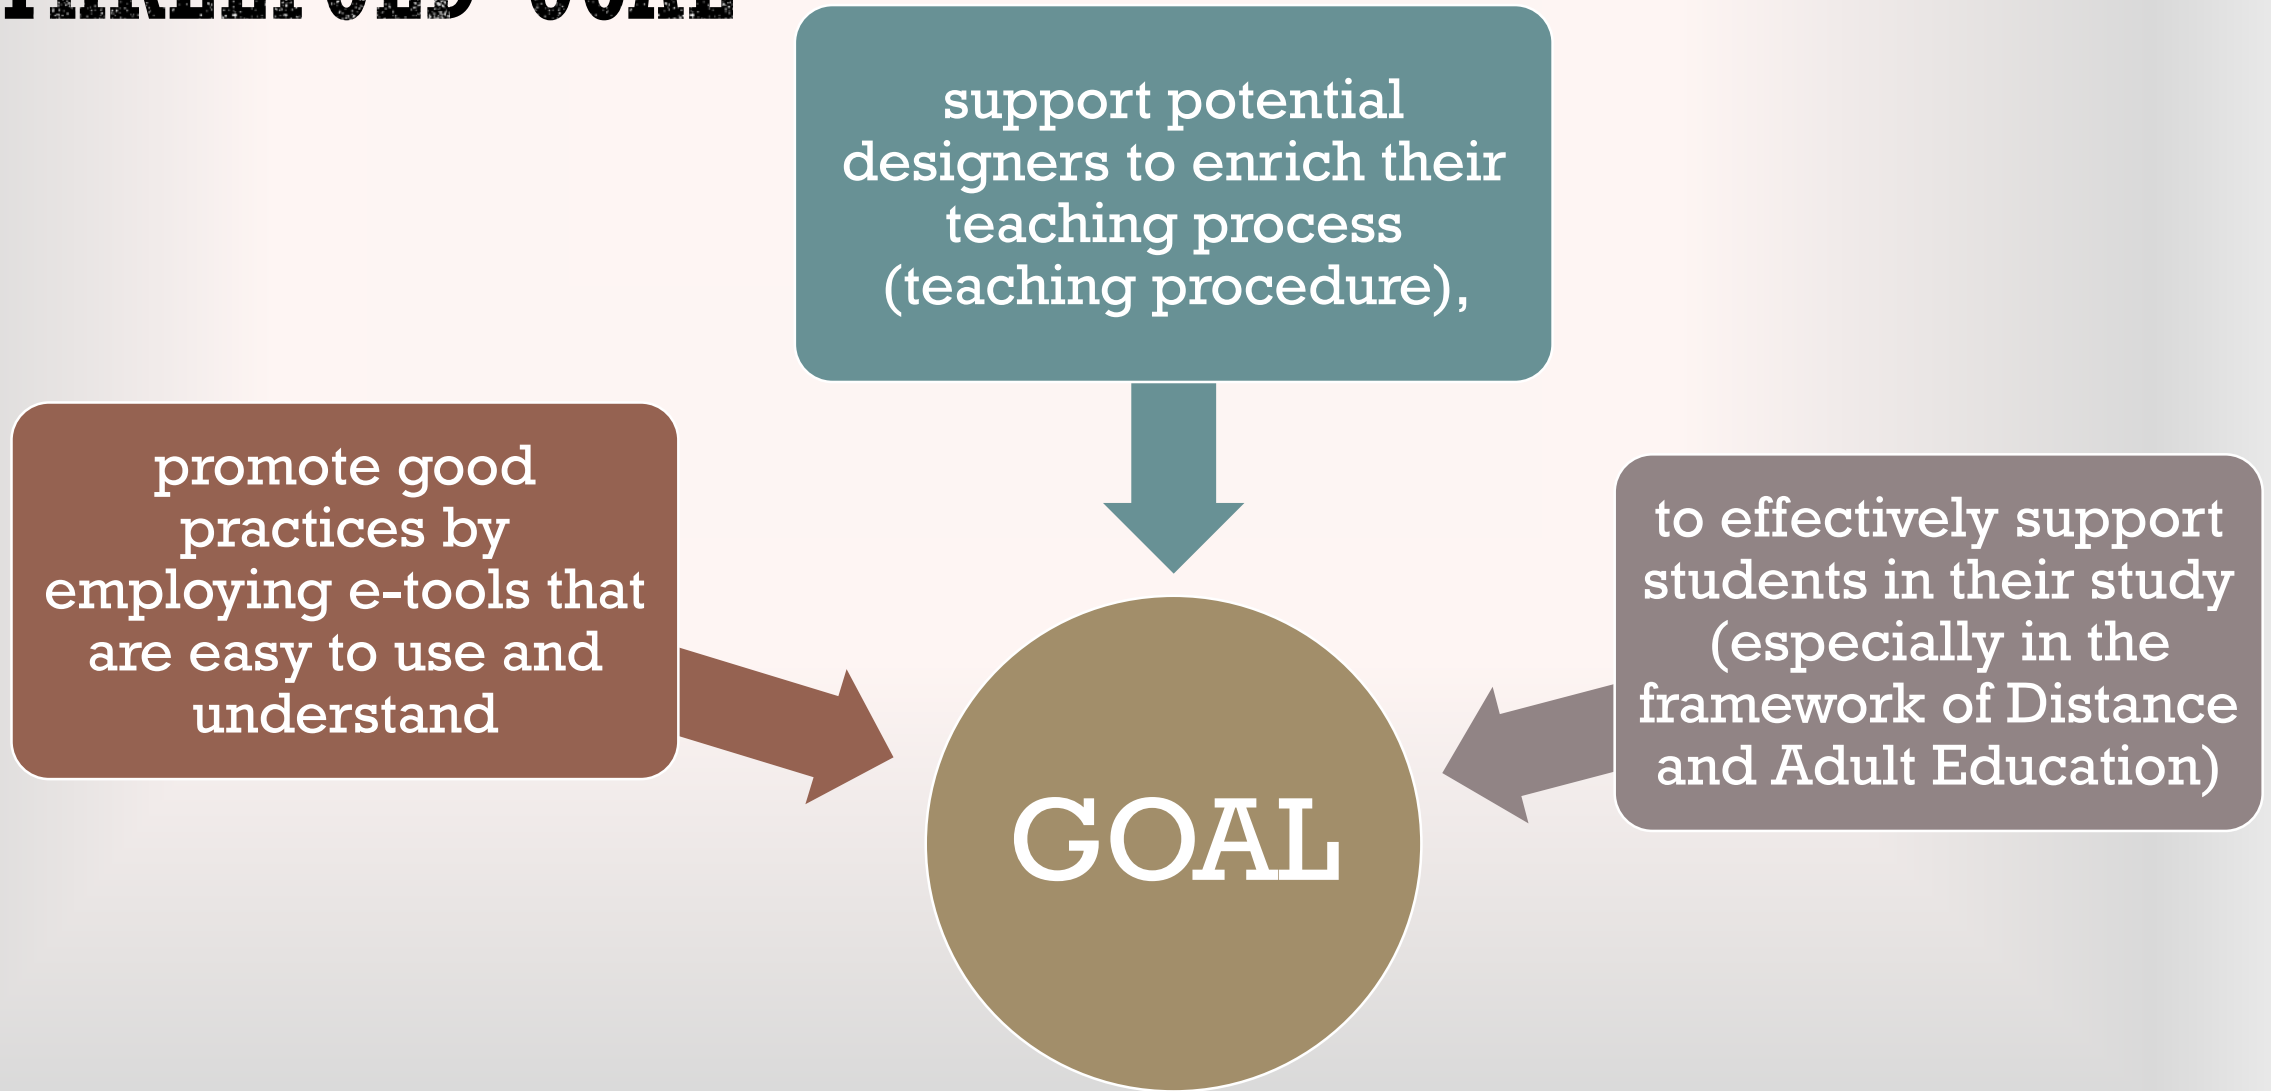 THREEFOLD GOAL
support potential
designers to enrich their
teaching process
(teaching procedure),
promote good
practices by
employing e-tools that
are easy to use and
understand
to effectively support
students in their study
(especially in the
framework of Distance
and Adult Education)
GOAL